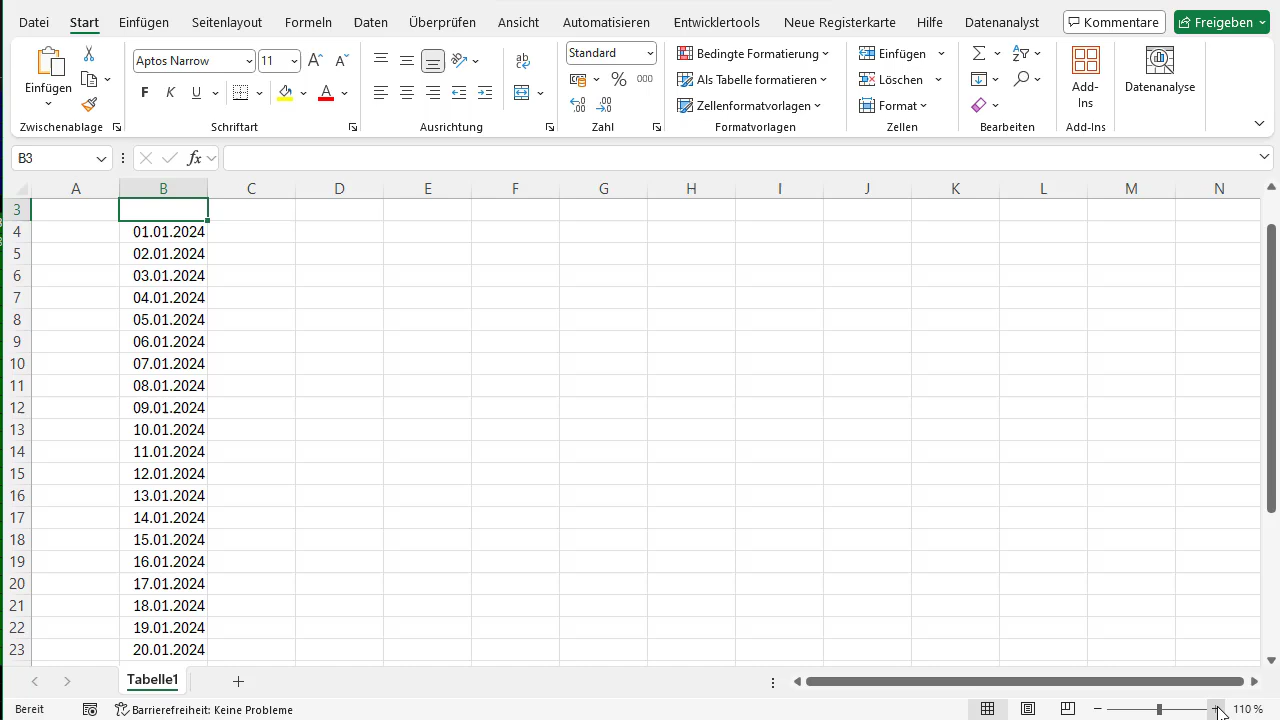 Datei Start Einfügen Seitenlayout Formeln Daten Überprüfen Ansicht Automatisieren Entwicklertools Neue Registerkarte Hilfe Datenanalyst Kommentare Freigeben
Aptos Narrow 11 Standard Bedingte Formatierung Einfügen
Einfügen Als Tabelle formatieren Löschen Add-Ins Datenanalyse
F K U A % 000 Zellenformatvorlagen Format
Zwischenablage Schriftart Ausrichtung Zahl Formatvorlagen Zellen Bearbeiten Add-Ins
B3 fx
A B C D E F G H I J K L M N
3
4 01.01.2024
5 02.01.2024
6 03.01.2024
7 04.01.2024
8 05.01.2024
9 06.01.2024
10 07.01.2024
11 08.01.2024
12 09.01.2024
13 10.01.2024
14 11.01.2024
15 12.01.2024
16 13.01.2024
17 14.01.2024
18 15.01.2024
19 16.01.2024
20 17.01.2024
21 18.01.2024
22 19.01.2024
23 20.01.2024
Tabelle1
Bereit Barrierefreiheit: Keine Probleme 110 %